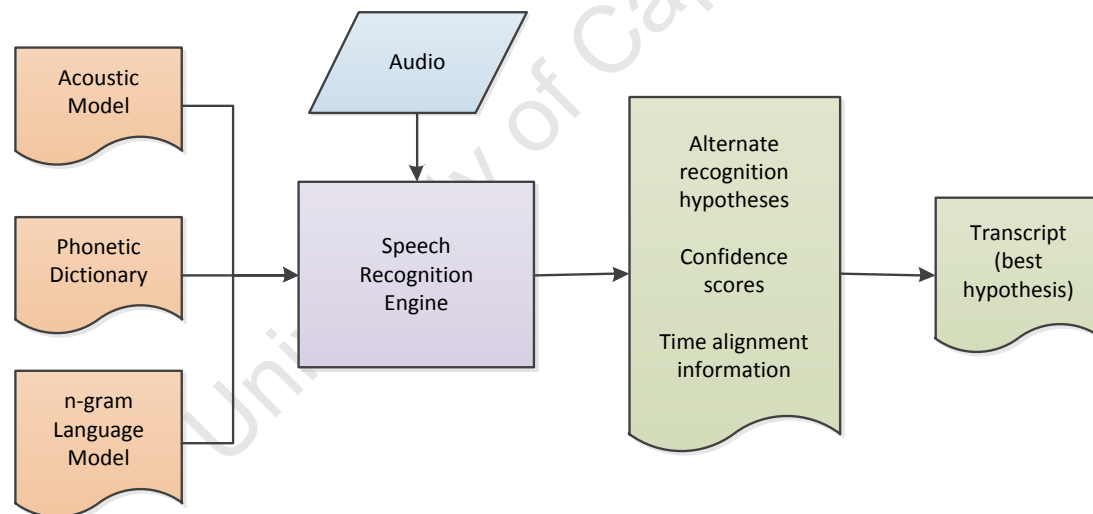 Acoustic
Model
Phonetic
Dictionary
n-gram
Language
Model
Audio
Speech
Recognition
Engine
Alternate
recognition
hypotheses
Confidence
scores
Time alignment
information
Transcript
(best
hypothesis)
of